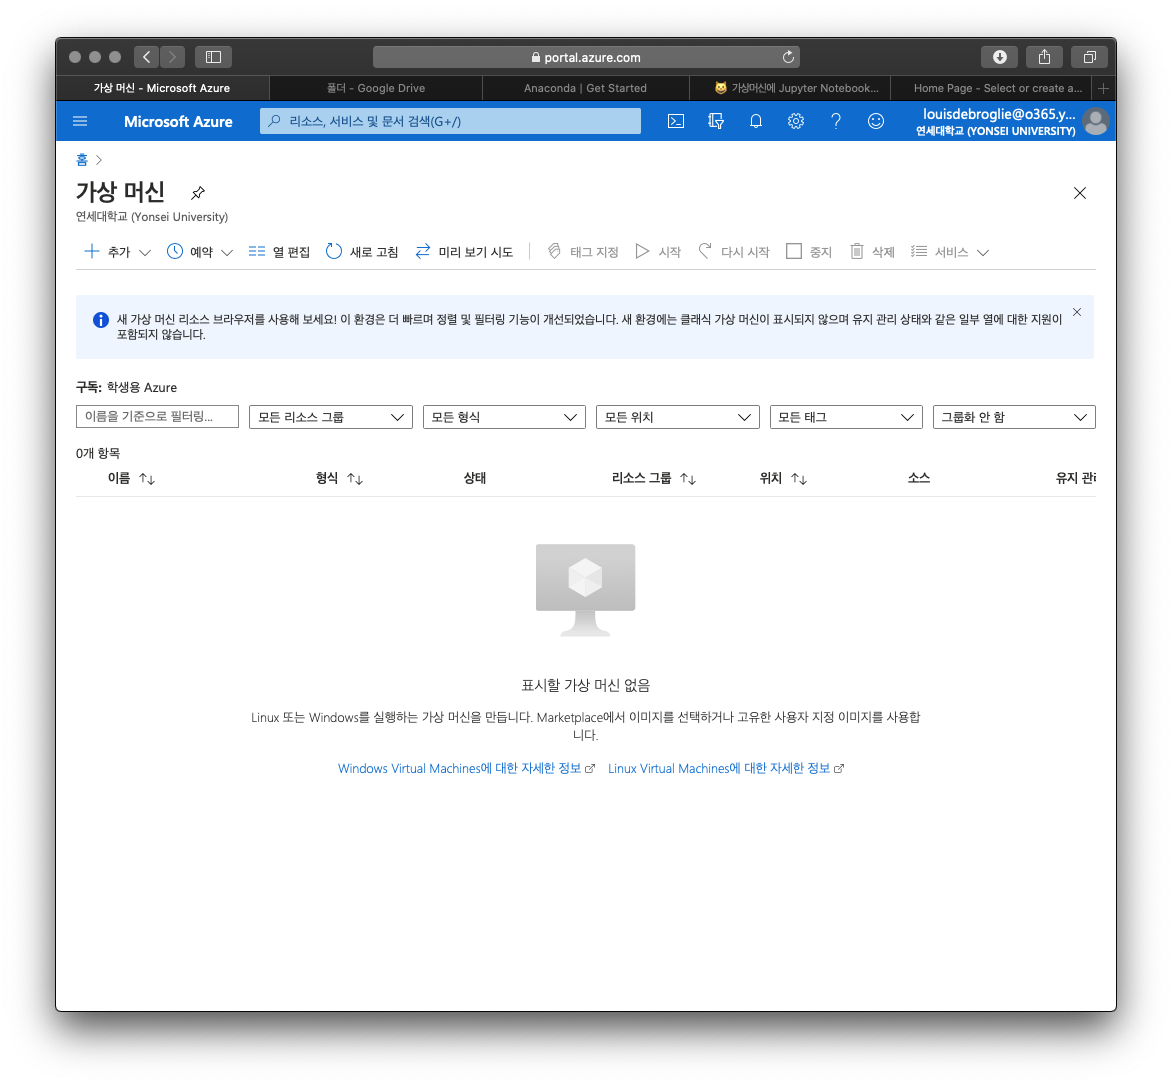 portal.azure.com
가상 머신 - Microsoft Azure
폴더 - Google Drive
Anaconda | Get Started
가상머신에 Jupyter Notebook...
Home Page - Select or create a...
Microsoft Azure
리소스, 서비스 및 문서 검색(G+/)
louisdebroglie@o365.y...
연세대학교 (YONSEI UNIVERSITY)
홈
가상 머신
연세대학교 (Yonsei University)
추가
예약
열 편집
새로 고침
미리 보기 시도
태그 지정
시작
다시 시작
중지
삭제
서비스
새 가상 머신 리소스 브라우저를 사용해 보세요! 이 환경은 더 빠르며 정렬 및 필터링 기능이 개선되었습니다. 새 환경에는 클래식 가상 머신이 표시되지 않으며 유지 관리 상태와 같은 일부 열에 대한 지원이
포함되지 않습니다.
구독: 학생용 Azure
이름을 기준으로 필터링...
모든 리소스 그룹
모든 형식
모든 위치
모든 태그
그룹화 안 함
0개 항목
이름
형식
상태
리소스 그룹
위치
소스
유지 관리
표시할 가상 머신 없음
Linux 또는 Windows를 실행하는 가상 머신을 만듭니다. Marketplace에서 이미지를 선택하거나 고유한 사용자 지정 이미지를 사용합
니다.
Windows Virtual Machines에 대한 자세한 정보
Linux Virtual Machines에 대한 자세한 정보